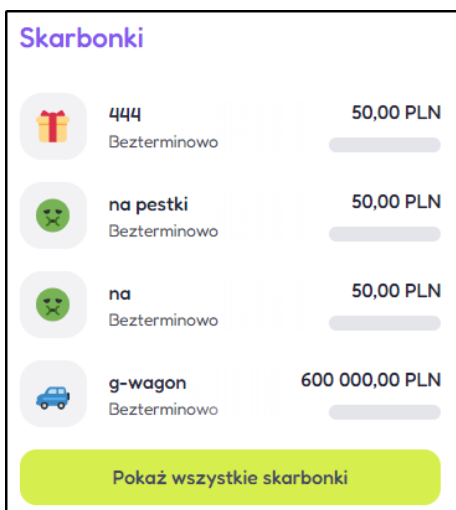 Skarbonki
444 50,00 PLN
Bezterminowo
na pestki 50,00 PLN
Bezterminowo
na 50,00 PLN
Bezterminowo
g-wagon 600 000,00 PLN
Bezterminowo
Pokaż wszystkie skarbonki